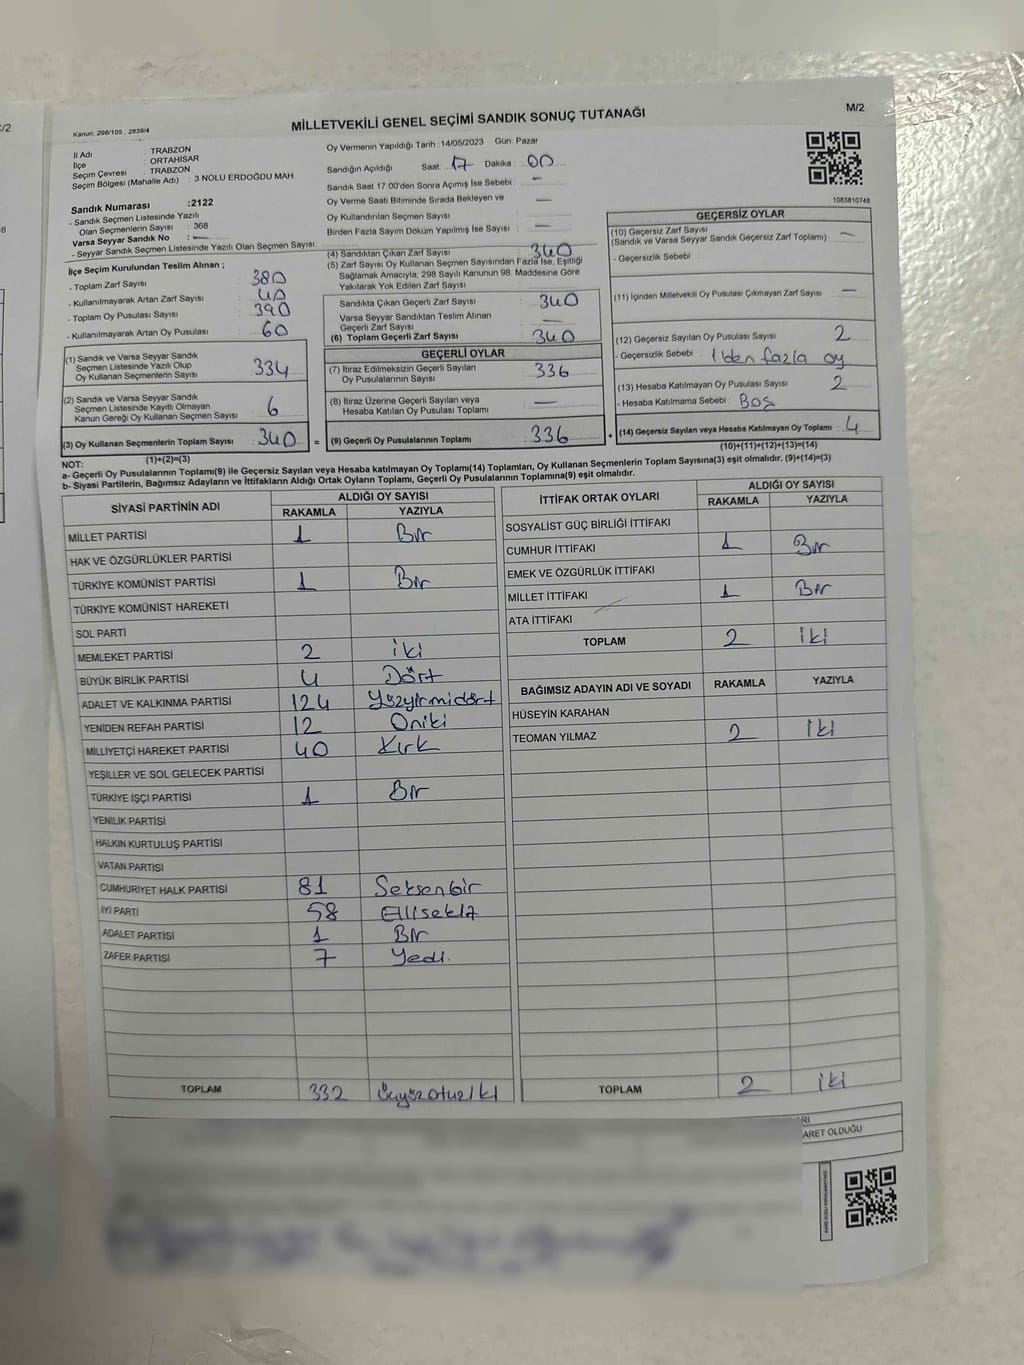 MİLLETVEKİLİ GENEL SEÇİMİ SANDIK SONUÇ TUTANAĞI
M/2
Kanun: 298/105 , 2839/4
İl Adı : TRABZON
İlçe : ORTAHİSAR
Seçim Çevresi : TRABZON
Seçim Bölgesi (Mahalle Adı) : 3 NOLU ERDOĞDU MAH.
Sandık Numarası :2122
- Sandık Seçmen Listesinde Yazılı
Olan Seçmenlerin Sayısı : 368
Varsa Seyyar Sandık No : —
- Seyyar Sandık Seçmen Listesinde Yazılı Olan Seçmen Sayısı
Oy Vermenin Yapıldığı Tarih : 14/05/2023 Gün: Pazar
Sandığın Açıldığı Saat 17 Dakika : 00
Sandık Saat 17.00'den Sonra Açımış İse Sebebi : —
Oy Verme Saati Bitiminde Sırada Bekleyen ve
Oy Kullandırılan Seçmen Sayısı : —
Birden Fazla Sayım Döküm Yapılmış İse Sayısı : —
1083810748
İlçe Seçim Kurulundan Teslim Alınan ;
- Toplam Zarf Sayısı : 380
- Kullanılmayarak Artan Zarf Sayısı : 40
- Toplam Oy Pusulası Sayısı : 390
- Kullanılmayarak Artan Oy Pusulası : 60
(1) Sandık ve Varsa Seyyar Sandık
Seçmen Listesinde Yazılı Olup
Oy Kullanan Seçmenlerin Sayısı : 334
(2) Sandık ve Varsa Seyyar Sandık
Seçmen Listesinde Kayıtlı Olmayan
Kanun Gereği Oy Kullanan Seçmen Sayısı : 6
(3) Oy Kullanan Seçmenlerin Toplam Sayısı : 340 =
(1)+(2)=(3)
(4) Sandıktan Çıkan Zarf Sayısı : 340
(5) Zarf Sayısı Oy Kullanan Seçmen Sayısından Fazla İse, Eşitliği
Sağlamak Amacıyla, 298 Sayılı Kanunun 98. Maddesine Göre
Yakılarak Yok Edilen Zarf Sayısı
Sandıkta Çıkan Geçerli Zarf Sayısı : 340
Varsa Seyyar Sandıktan Teslim Alınan
Geçerli Zarf Sayısı : —
(6) Toplam Geçerli Zarf Sayısı : 340
GEÇERLİ OYLAR
(7) İtiraz Edilmeksizin Geçerli Sayılan
Oy Pusulalarının Sayısı : 336
(8) İtiraz Üzerine Geçerli Sayılan veya
Hesaba Katılan Oy Pusulası Toplamı : —
(9) Geçerli Oy Pusulalarının Toplamı : 336 +
GEÇERSİZ OYLAR
(10) Geçersiz Zarf Sayısı
(Sandık ve Varsa Seyyar Sandık Geçersiz Zarf Toplamı) : —
- Geçersizlik Sebebi :
(11) İçinden Milletvekili Oy Pusulası Çıkmayan Zarf Sayısı : —
(12) Geçersiz Sayılan Oy Pusulası Sayısı : 2
- Geçersizlik Sebebi : 1'den fazla oy
(13) Hesaba Katılmayan Oy Pusulası Sayısı : 2
- Hesaba Katılmama Sebebi : Boş
(14) Geçersiz Sayılan veya Hesaba Katılmayan Oy Toplamı : 4
(10)+(11)+(12)+(13)=(14)
NOT:
a- Geçerli Oy Pusulalarının Toplamı(9) ile Geçersiz Sayılan veya Hesaba katılmayan Oy Toplamı(14) Toplamları, Oy Kullanan Seçmenlerin Toplam Sayısına(3) eşit olmalıdır. (9)+(14)=(3)
b- Siyasi Partilerin, Bağımsız Adayların ve İttifakların Aldığı Ortak Oyların Toplamı, Geçerli Oy Pusulalarının Toplamına(9) eşit olmalıdır.
SİYASİ PARTİNİN ADI ALDIĞI OY SAYISI
RAKAMLA YAZIYLA
MİLLET PARTİSİ 1 Bir
HAK VE ÖZGÜRLÜKLER PARTİSİ
TÜRKİYE KOMÜNİST PARTİSİ 1 Bir
TÜRKİYE KOMÜNİST HAREKETİ
SOL PARTİ
MEMLEKET PARTİSİ 2 iki
BÜYÜK BİRLİK PARTİSİ 4 Dört
ADALET VE KALKINMA PARTİSİ 124 Yüzyirmidört
YENİDEN REFAH PARTİSİ 12 Oniki
MİLLİYETÇİ HAREKET PARTİSİ 40 Kırk
YEŞİLLER VE SOL GELECEK PARTİSİ
TÜRKİYE İŞÇİ PARTİSİ 1 Bir
YENİLİK PARTİSİ
HALKIN KURTULUŞ PARTİSİ
VATAN PARTİSİ
CUMHURİYET HALK PARTİSİ 81 Seksenbir
İYİ PARTİ 58 Ellisekiz
ADALET PARTİSİ 1 Bir
ZAFER PARTİSİ 7 Yedi.
TOPLAM 332 Üçyüzotuziki
İTTİFAK ORTAK OYLARI ALDIĞI OY SAYISI
RAKAMLA YAZIYLA
SOSYALİST GÜÇ BİRLİĞİ İTTİFAKI
CUMHUR İTTİFAKI 1 Bir
EMEK VE ÖZGÜRLÜK İTTİFAKI
MİLLET İTTİFAKI 1 Bir
ATA İTTİFAKI
TOPLAM 2 iki
BAĞIMSIZ ADAYIN ADI VE SOYADI RAKAMLA YAZIYLA
HÜSEYİN KARAHAN
TEOMAN YILMAZ 2 iki
TOPLAM 2 iki
ARET OLDUĞU